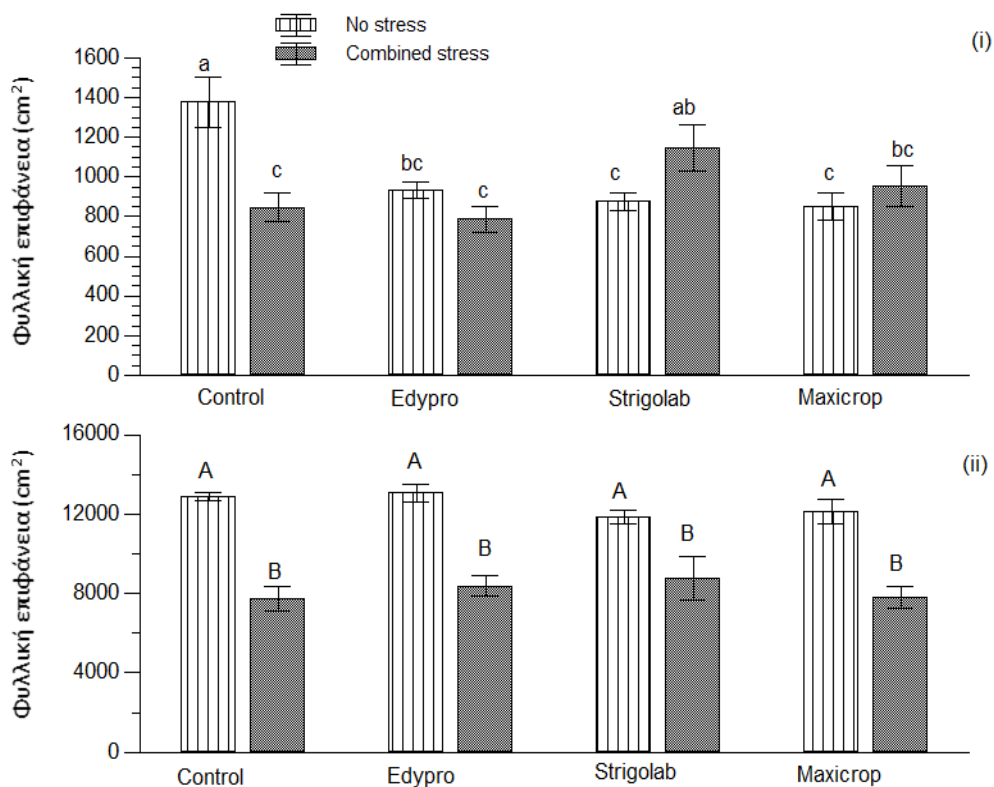 No stress
Combined stress
(i)
Φυλλική επιφάνεια (cm²)
1600
1400
1200
1000
800
600
400
200
0
a
c
bc
c
c
ab
c
bc
Control
Edypro
Strigolab
Maxicrop
(ii)
Φυλλική επιφάνεια (cm²)
16000
12000
8000
4000
0
A
B
A
B
A
B
A
B
Control
Edypro
Strigolab
Maxicrop